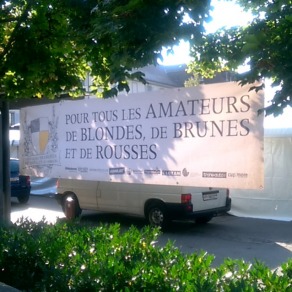 POUR TOUS LES AMATEURS
DE BLONDES, DE BRUNES
ET DE ROUSSES